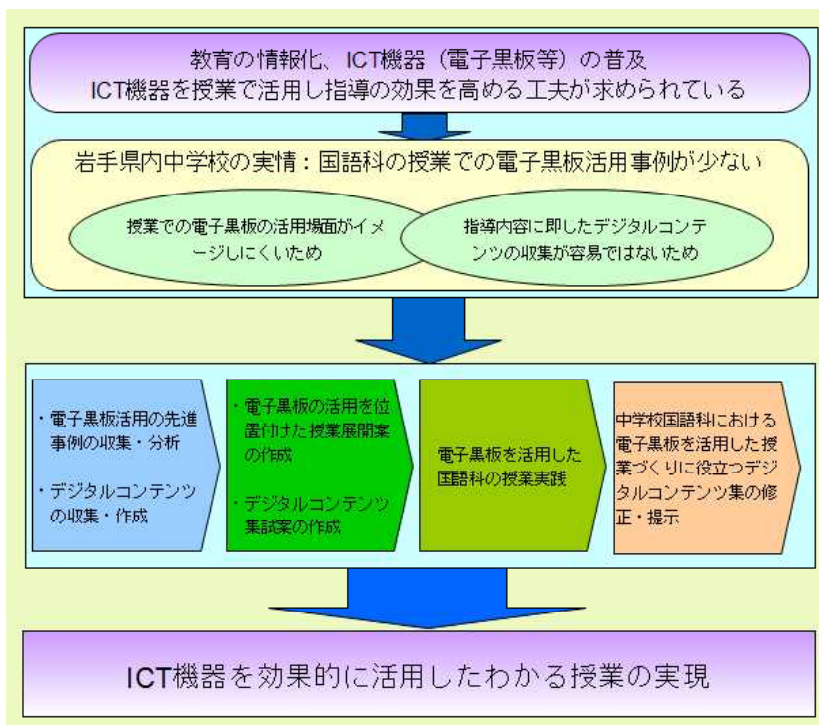 教育の情報化、ICT機器(電子黒板等)の普及
ICT機器を授業で活用し指導の効果を高める工夫が求められている
岩手県内中学校の実情:国語科の授業での電子黒板活用事例が少ない
授業での電子黒板の活用場面がイメ
ージしにくいため
指導内容に即したデジタルコンテ
ンツの収集が容易ではないため
・電子黒板活用の先進
事例の収集・分析
・デジタルコンテンツ
の収集・作成
・電子黒板の活用を位
置付けた授業展開案
の作成
・デジタルコンテンツ
集試案の作成
電子黒板を活用した
国語科の授業実践
中学校国語科における
電子黒板を活用した授
業づくりに役立つデジ
タルコンテンツ集の修
正・提示
ICT機器を効果的に活用したわかる授業の実現